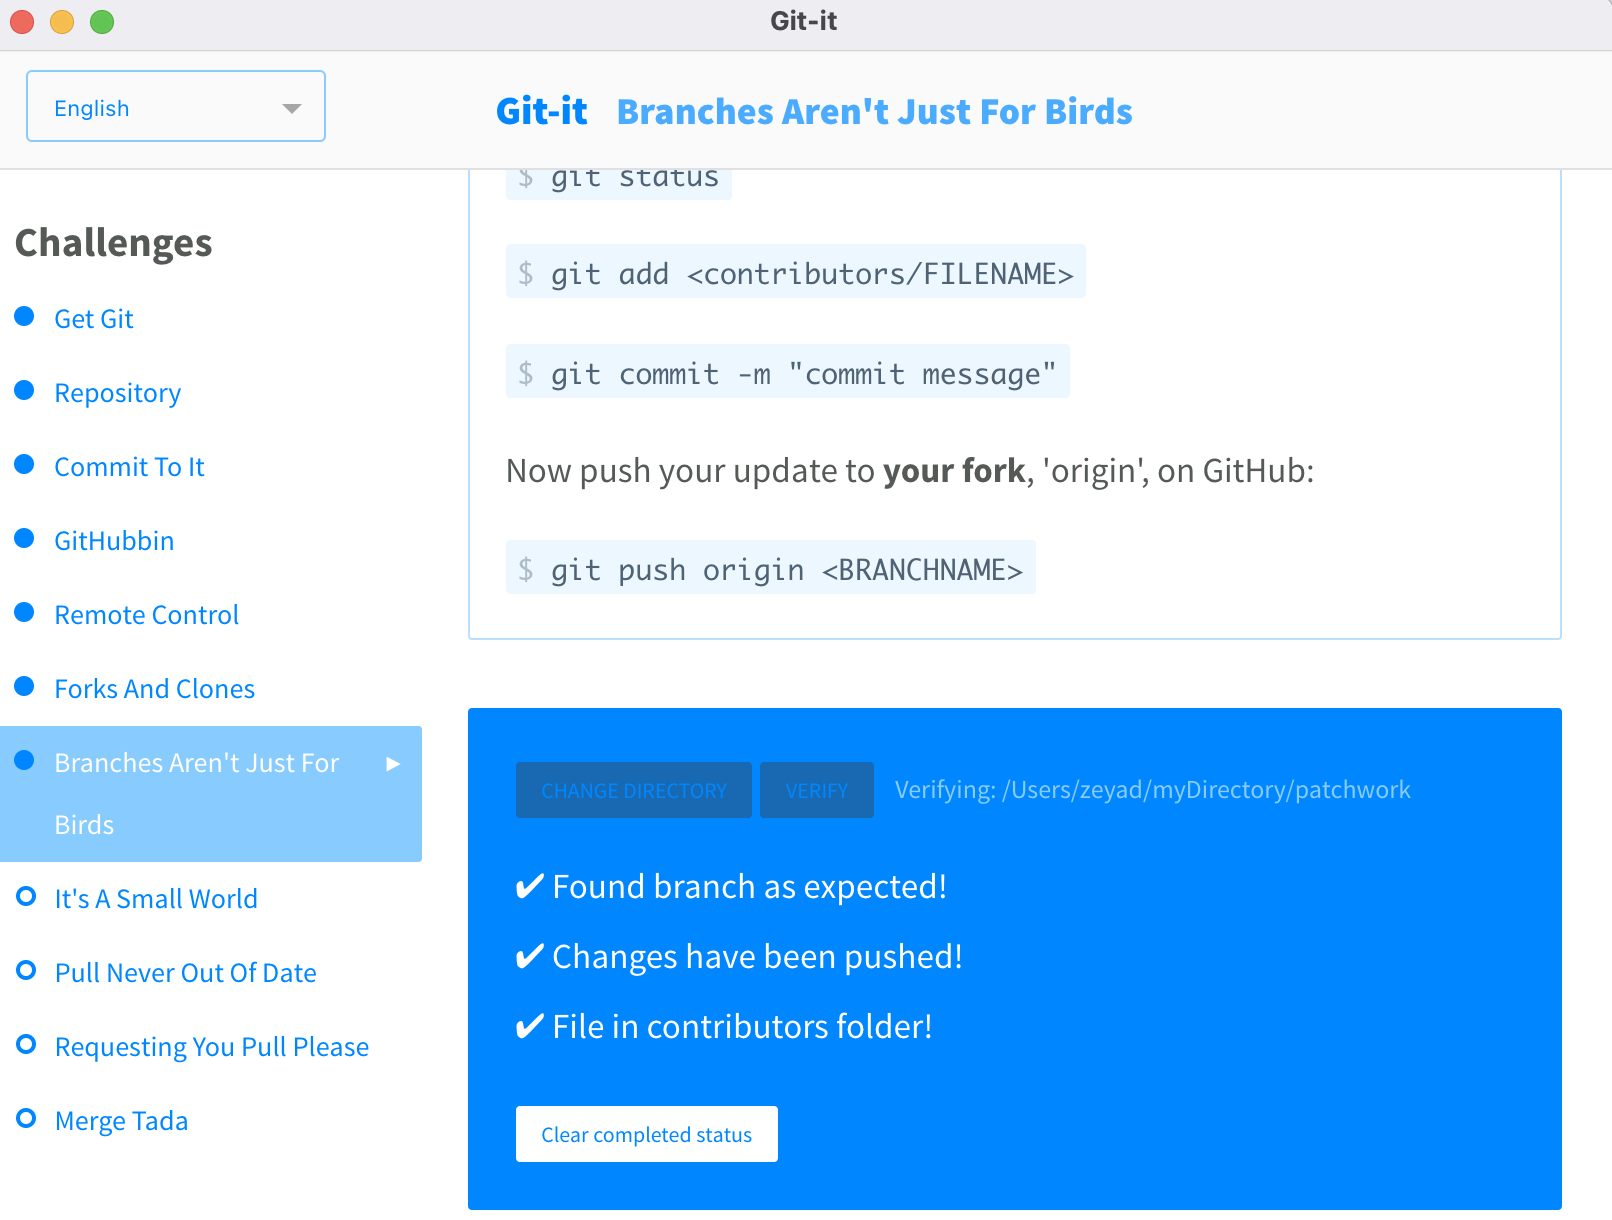 Git-it
English
Git-it Branches Aren't Just For Birds
Challenges
Get Git
Repository
Commit To It
GitHubbin
Remote Control
Forks And Clones
Branches Aren't Just For ▶
Birds
It's A Small World
Pull Never Out Of Date
Requesting You Pull Please
Merge Tada
$ git status
$ git add <contributors/FILENAME>
$ git commit -m "commit message"
Now push your update to your fork, 'origin', on GitHub:
$ git push origin <BRANCHNAME>
CHANGE DIRECTORY VERIFY Verifying: /Users/zeyad/myDirectory/patchwork
✔ Found branch as expected!
✔ Changes have been pushed!
✔ File in contributors folder!
Clear completed status